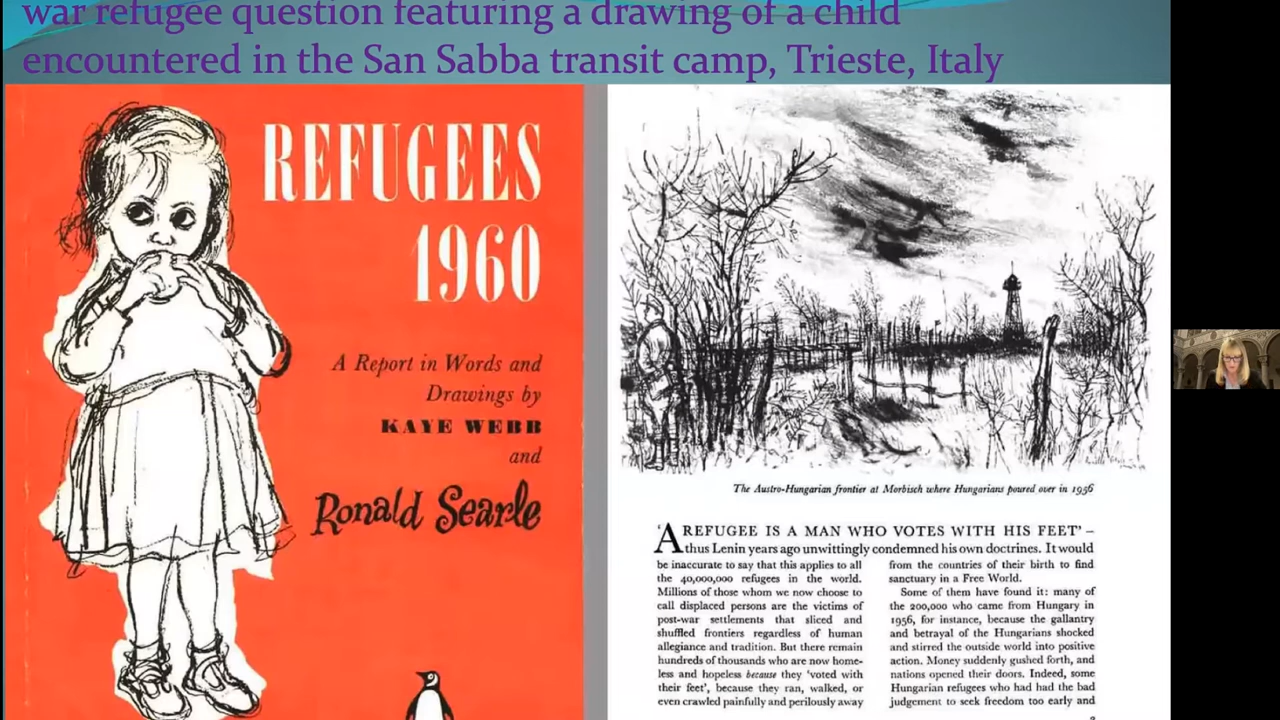 war refugee question featuring a drawing of a child
encountered in the San Sabba transit camp, Trieste, Italy
REFUGEES
1960
A Report in Words and
Drawings by
KAYE WEBB
and
Ronald Searle
The Austro-Hungarian frontier at Morbisch where Hungarians poured over in 1956
'A REFUGEE IS A MAN WHO VOTES WITH HIS FEET' –
thus Lenin years ago unwittingly condemned his own doctrines. It would
be inaccurate to say that this applies to all
the 40,000,000 refugees in the world.
Millions of those whom we now choose to
call displaced persons are the victims of
post-war settlements that sliced and
shuffled frontiers regardless of human
allegiance and tradition. But there remain
hundreds of thousands who are now home-
less and hopeless because they 'voted with
their feet', because they ran, walked, or
even crawled painfully and perilously away
from the countries of their birth to find
sanctuary in a Free World.
Some of them have found it: many of
the 200,000 who came from Hungary in
1956, for instance, because the gallantry
and betrayal of the Hungarians shocked
and stirred the outside world into positive
action. Money suddenly gushed forth, and
nations opened their doors. Indeed, some
Hungarian refugees who had had the bad
judgement to seek freedom too early and